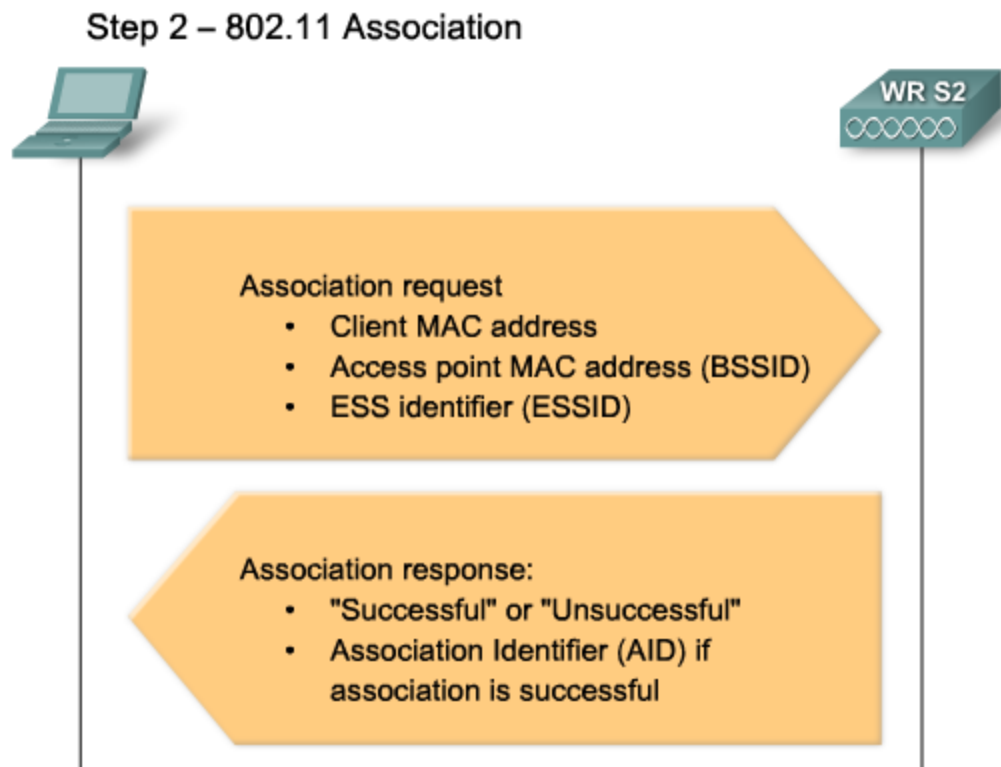 Step 2 – 802.11 Association
WR S2
Association request
• Client MAC address
• Access point MAC address (BSSID)
• ESS identifier (ESSID)
Association response:
• "Successful" or "Unsuccessful"
• Association Identifier (AID) if
association is successful